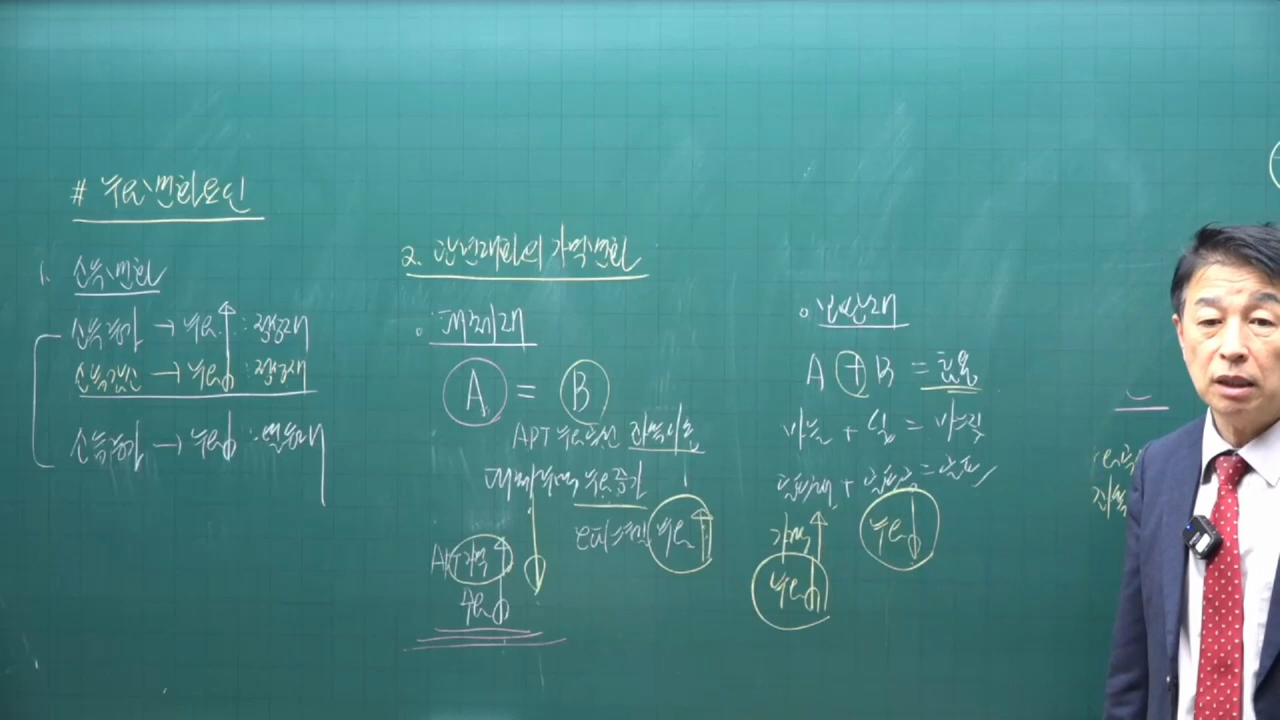 # 수요변화요인
1. 소득변화
소득증가 → 수요↑ : 정상재
소득감소 → 수요↓ : 정상재
소득증가 → 수요↓ : 열등재
2. 관련재화의 가격변화
◦ 대체재
A = B
APT 수요곡선 좌측이동
대체주택 수요증가
오피스텔 수요↑
APT가격↑
수요↓
◦ 보완재
A + B = 효용
바늘 + 실 = 바느질
가격↑
수요↓
수요↓